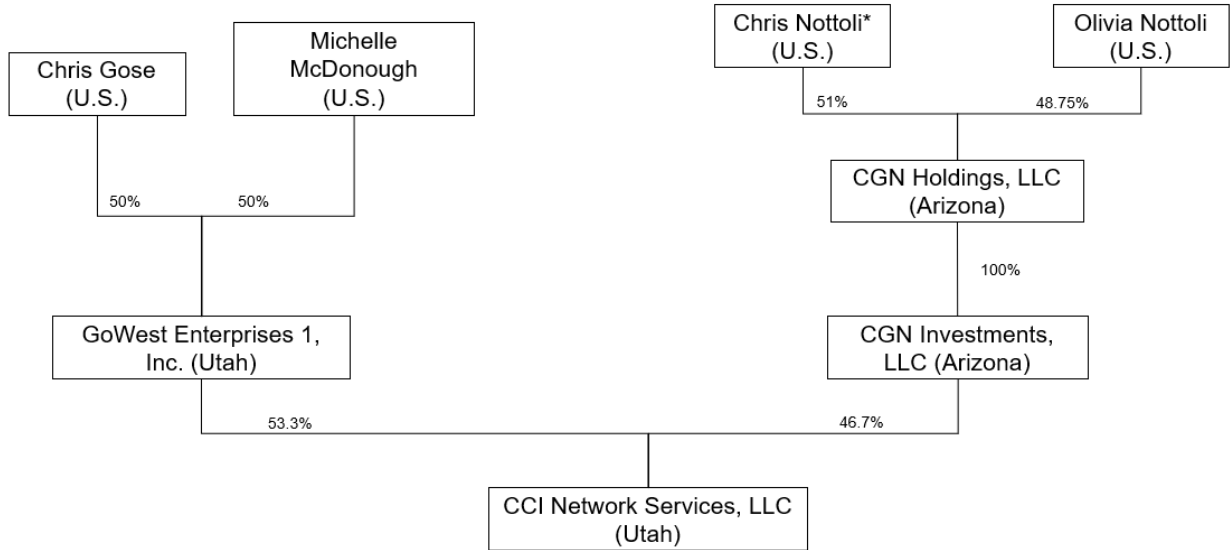 Chris Gose
(U.S.)
Michelle
McDonough
(U.S.)
Chris Nottoli*
(U.S.)
Olivia Nottoli
(U.S.)
51%
48.75%
50%
50%
CGN Holdings, LLC
(Arizona)
100%
GoWest Enterprises 1,
Inc. (Utah)
CGN Investments,
LLC (Arizona)
53.3%
46.7%
CCI Network Services, LLC
(Utah)